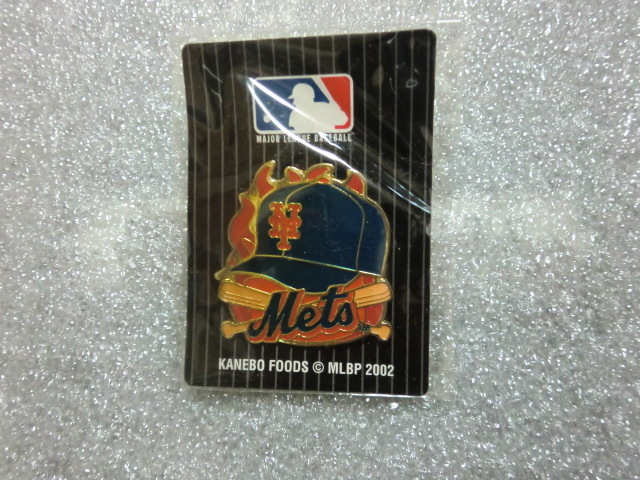 MAJOR LEAGUE BASEBALL
NY
Mets
KANEBO FOODS © MLBP 2002